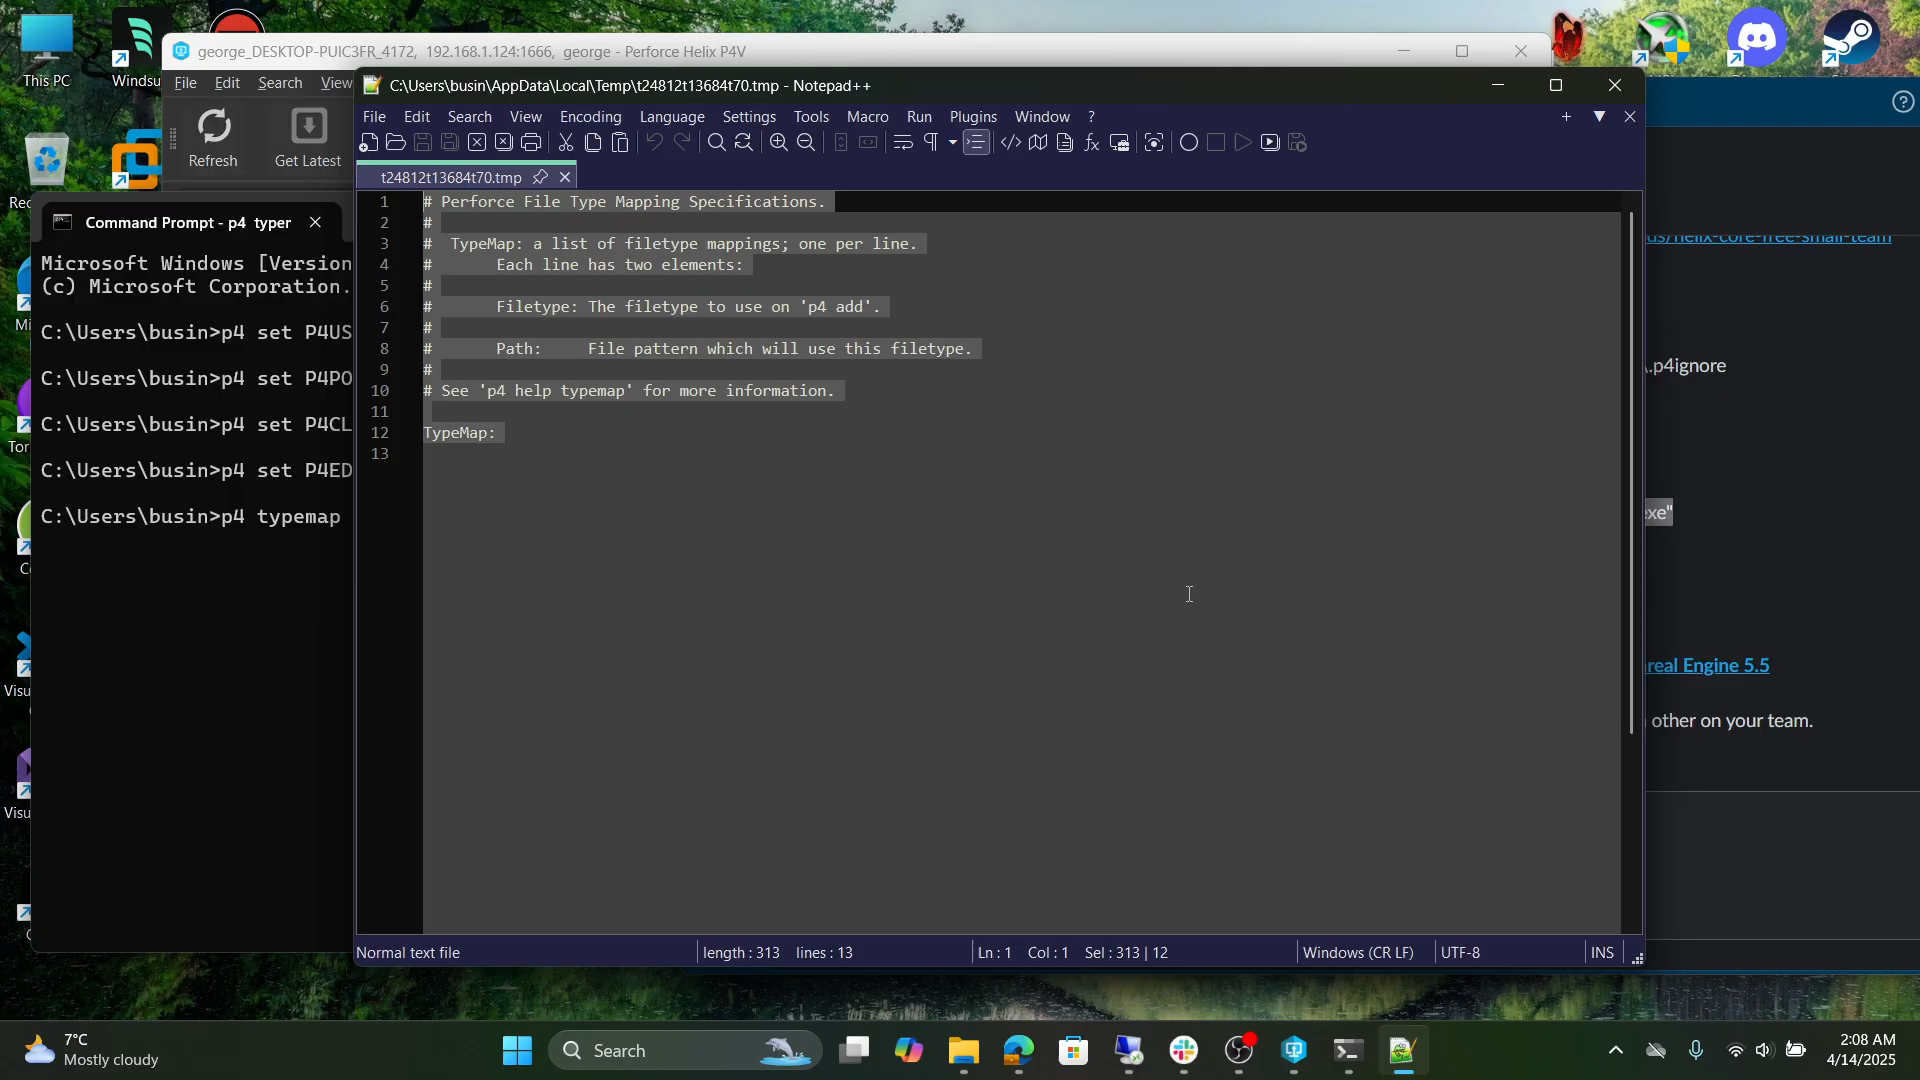 This PC
Windsu
george_DESKTOP-PUIC3FR_4172, 192.168.1.124:1666, george - Perforce Helix P4V
File Edit Search View
Refresh
Get Latest
Command Prompt - p4 typer
Microsoft Windows [Version
(c) Microsoft Corporation.
C:\Users\busin>p4 set P4US
C:\Users\busin>p4 set P4PO
C:\Users\busin>p4 set P4CL
C:\Users\busin>p4 set P4ED
C:\Users\busin>p4 typemap
C:\Users\busin\AppData\Local\Temp\t24812t13684t70.tmp - Notepad++
File Edit Search View Encoding Language Settings Tools Macro Run Plugins Window ?
t24812t13684t70.tmp
1 # Perforce File Type Mapping Specifications.
2 #
3 # TypeMap: a list of filetype mappings; one per line.
4 # Each line has two elements:
5 #
6 # Filetype: The filetype to use on 'p4 add'.
7 #
8 # Path: File pattern which will use this filetype.
9 #
10 # See 'p4 help typemap' for more information.
11
12 TypeMap:
13
Normal text file
length : 313 lines : 13
Ln : 1 Col : 1 Sel : 313 | 12
Windows (CR LF)
UTF-8
INS
ds/helix-core-free-small-team
\.p4ignore
exe"
real Engine 5.5
other on your team.
7°C
Mostly cloudy
Search
2:08 AM
4/14/2025